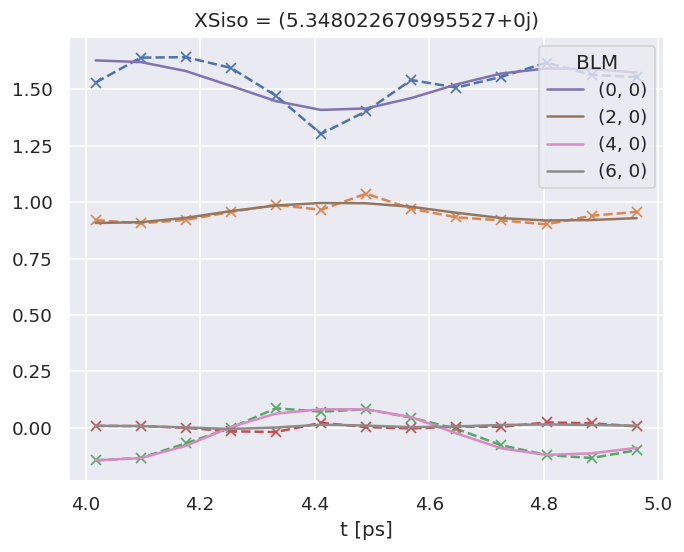 XSiso = (5.348022670995527+0j)
BLM
(0, 0)
(2, 0)
(4, 0)
(6, 0)
1.50
1.25
1.00
0.75
0.50
0.25
0.00
4.0 4.2 4.4 4.6 4.8 5.0
t [ps]